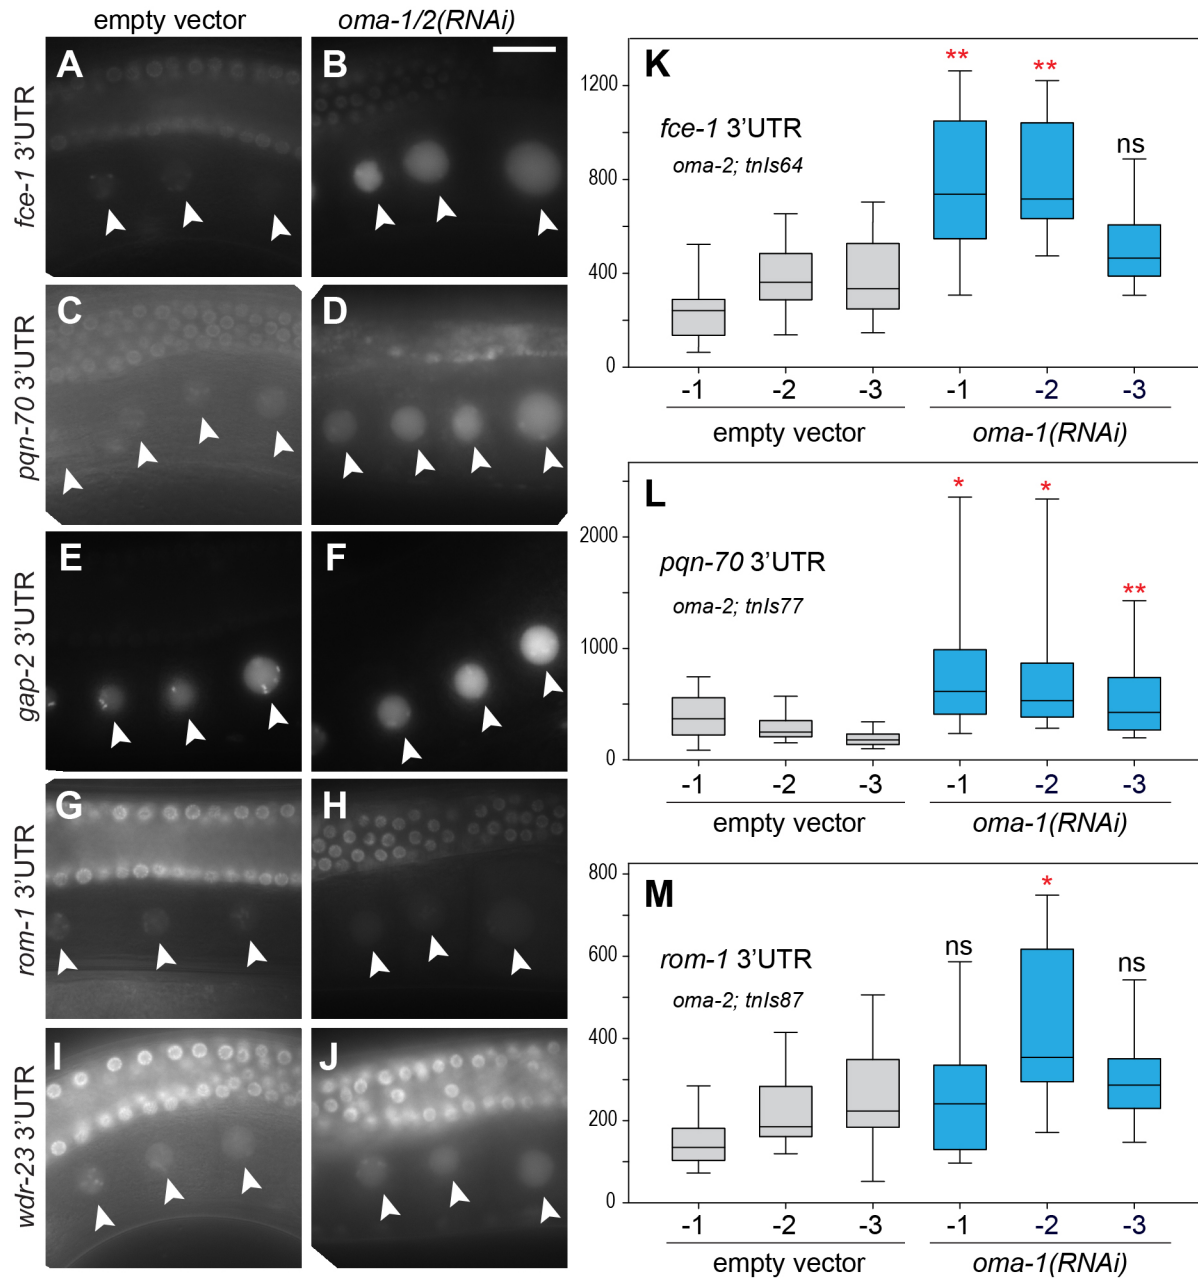 empty vector
oma-1/2(RNAi)
fce-1 3’UTR
A
B
pqn-70 3’UTR
C
D
gap-2 3’UTR
E
F
rom-1 3’UTR
G
H
wdr-23 3’UTR
I
J
K
fce-1 3’UTR
oma-2; tnIs64
1200
800
400
0
** ** ns
-1 -2 -3 -1 -2 -3
empty vector oma-1(RNAi)
L
pqn-70 3’UTR
oma-2; tnIs77
2000
1000
0
* * **
-1 -2 -3 -1 -2 -3
empty vector oma-1(RNAi)
M
rom-1 3’UTR
oma-2; tnIs87
800
600
400
200
0
ns * ns
-1 -2 -3 -1 -2 -3
empty vector oma-1(RNAi)